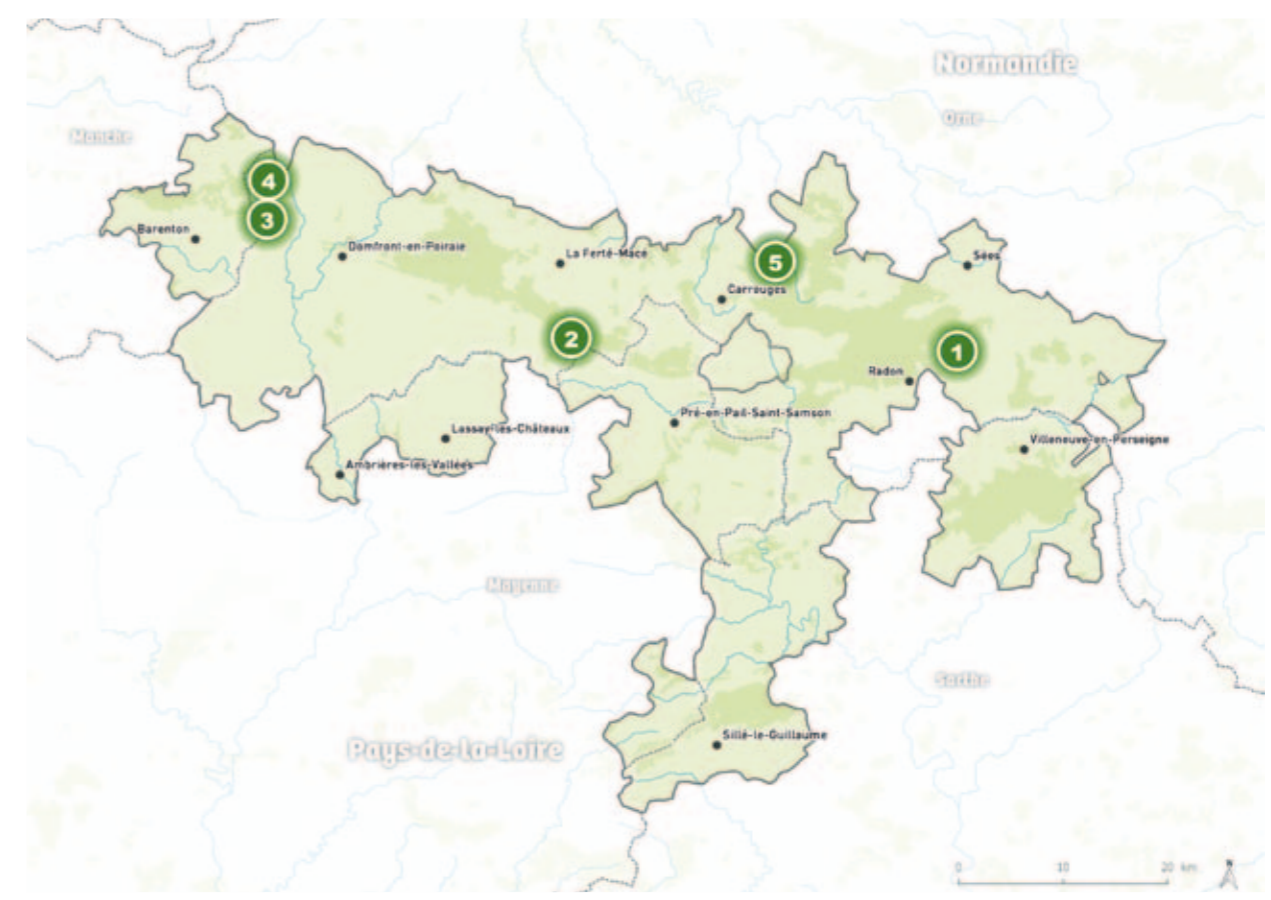 Normandie
Orne
Manche
4
3
Barenton
Domfront-en-Poiraie
La Ferté-Macé
5
Sées
Carrouges
2
1
Radon
Pré-en-Pail-Saint-Samson
Lassay-les-Châteaux
Villeneuve-en-Perseigne
Ambrières-les-Vallées
Mayenne
Sarthe
Sillé-le-Guillaume
Pays-de-la-Loire
0 10 20 km
N